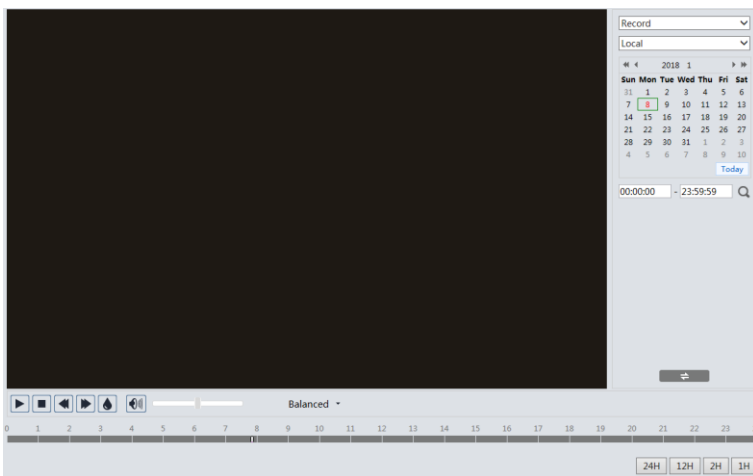 Record
Local
2018 1
Sun Mon Tue Wed Thu Fri Sat
31 1 2 3 4 5 6
7 8 9 10 11 12 13
14 15 16 17 18 19 20
21 22 23 24 25 26 27
28 29 30 31 1 2 3
4 5 6 7 8 9 10
Today
00:00:00 - 23:59:59
Balanced
0 1 2 3 4 5 6 7 8 9 10 11 12 13 14 15 16 17 18 19 20 21 22 23
24H 12H 2H 1H